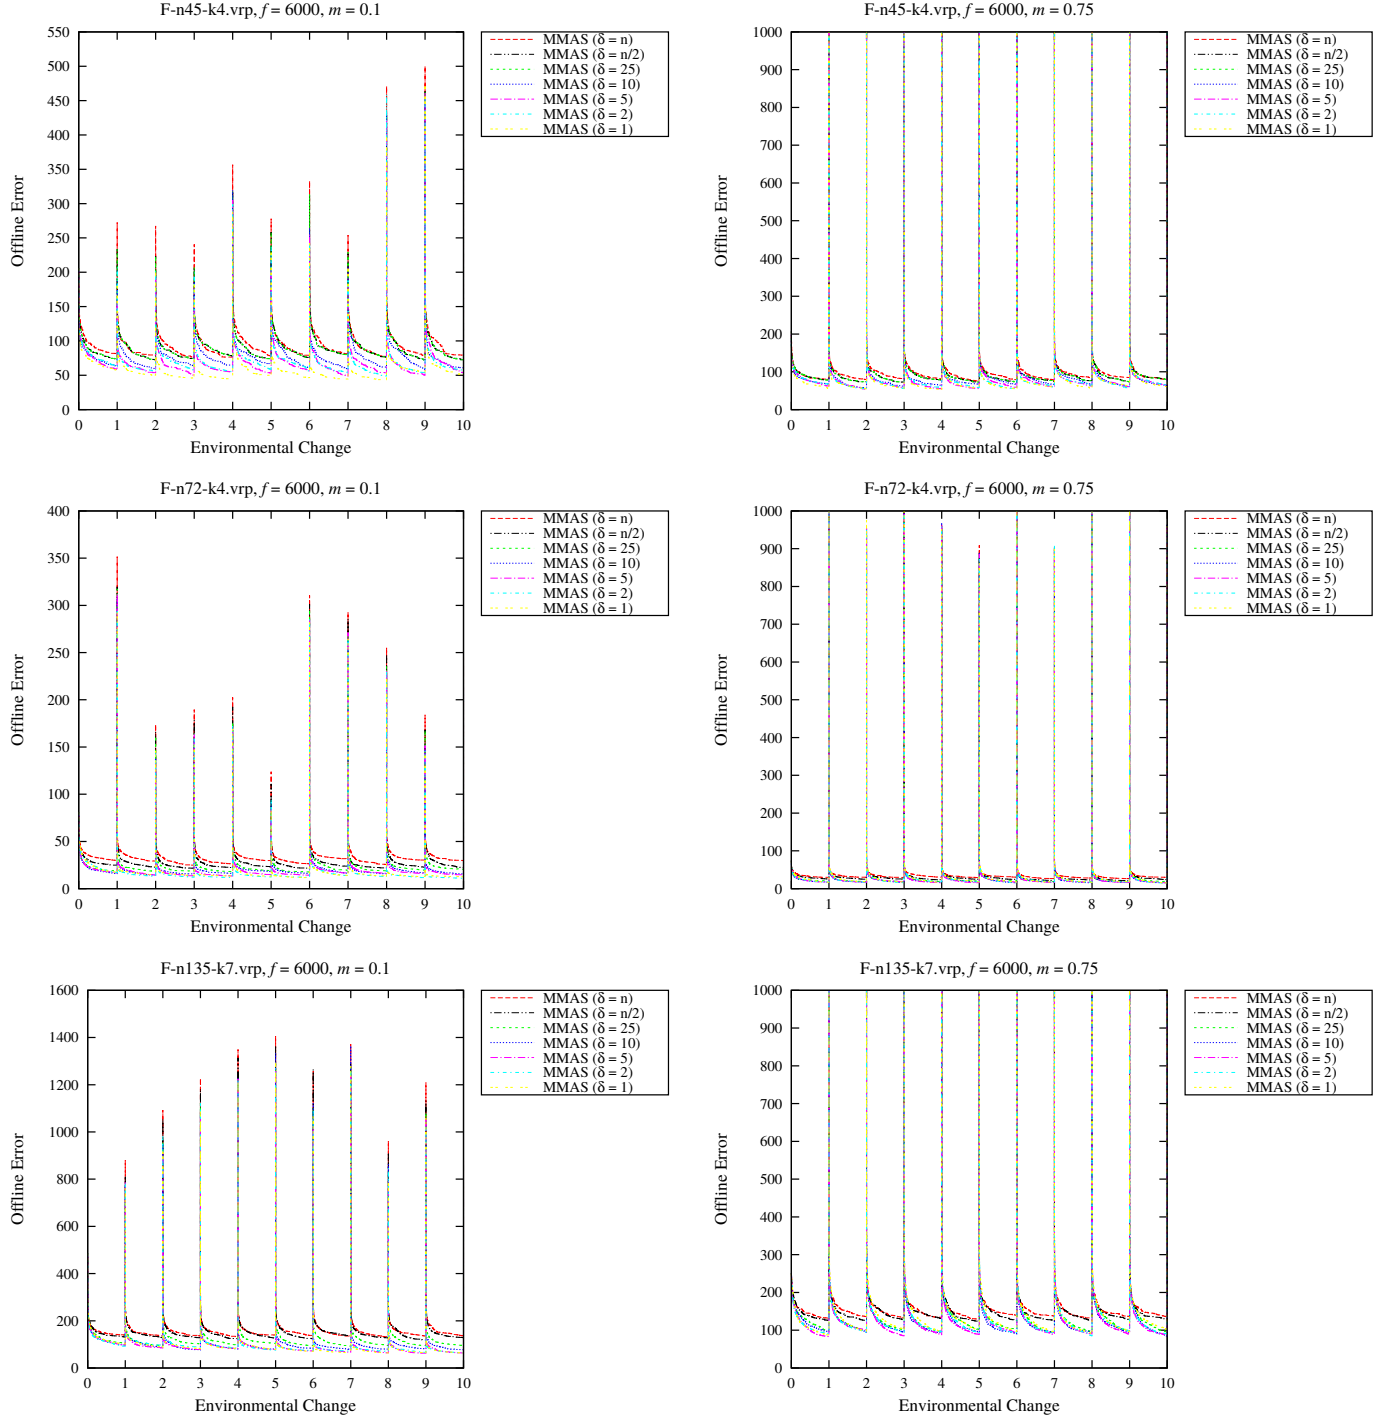 F-n45-k4.vrp, f = 6000, m = 0.1
550
500
450
400
350
300
250
200
150
100
50
0
Offline Error
0 1 2 3 4 5 6 7 8 9 10
Environmental Change
MMAS (δ = n)
MMAS (δ = n/2)
MMAS (δ = 25)
MMAS (δ = 10)
MMAS (δ = 5)
MMAS (δ = 2)
MMAS (δ = 1)
F-n45-k4.vrp, f = 6000, m = 0.75
1000
900
800
700
600
500
400
300
200
100
0
Offline Error
0 1 2 3 4 5 6 7 8 9 10
Environmental Change
MMAS (δ = n)
MMAS (δ = n/2)
MMAS (δ = 25)
MMAS (δ = 10)
MMAS (δ = 5)
MMAS (δ = 2)
MMAS (δ = 1)
F-n72-k4.vrp, f = 6000, m = 0.1
400
350
300
250
200
150
100
50
0
Offline Error
0 1 2 3 4 5 6 7 8 9 10
Environmental Change
MMAS (δ = n)
MMAS (δ = n/2)
MMAS (δ = 25)
MMAS (δ = 10)
MMAS (δ = 5)
MMAS (δ = 2)
MMAS (δ = 1)
F-n72-k4.vrp, f = 6000, m = 0.75
1000
900
800
700
600
500
400
300
200
100
0
Offline Error
0 1 2 3 4 5 6 7 8 9 10
Environmental Change
MMAS (δ = n)
MMAS (δ = n/2)
MMAS (δ = 25)
MMAS (δ = 10)
MMAS (δ = 5)
MMAS (δ = 2)
MMAS (δ = 1)
F-n135-k7.vrp, f = 6000, m = 0.1
1600
1400
1200
1000
800
600
400
200
0
Offline Error
0 1 2 3 4 5 6 7 8 9 10
Environmental Change
MMAS (δ = n)
MMAS (δ = n/2)
MMAS (δ = 25)
MMAS (δ = 10)
MMAS (δ = 5)
MMAS (δ = 2)
MMAS (δ = 1)
F-n135-k7.vrp, f = 6000, m = 0.75
1000
900
800
700
600
500
400
300
200
100
0
Offline Error
0 1 2 3 4 5 6 7 8 9 10
Environmental Change
MMAS (δ = n)
MMAS (δ = n/2)
MMAS (δ = 25)
MMAS (δ = 10)
MMAS (δ = 5)
MMAS (δ = 2)
MMAS (δ = 1)